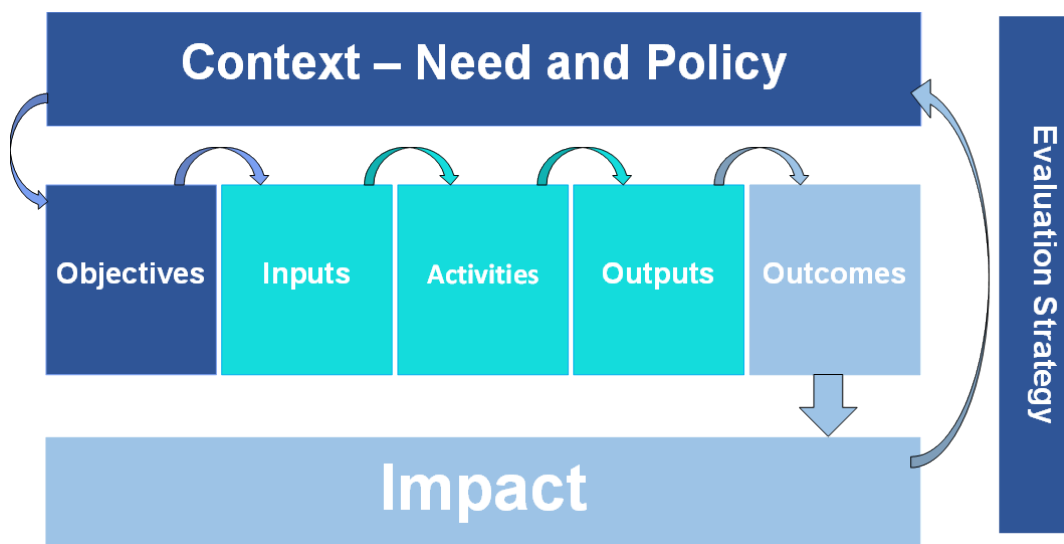 Context – Need and Policy
Objectives
Inputs
Activities
Outputs
Outcomes
Impact
Evaluation Strategy